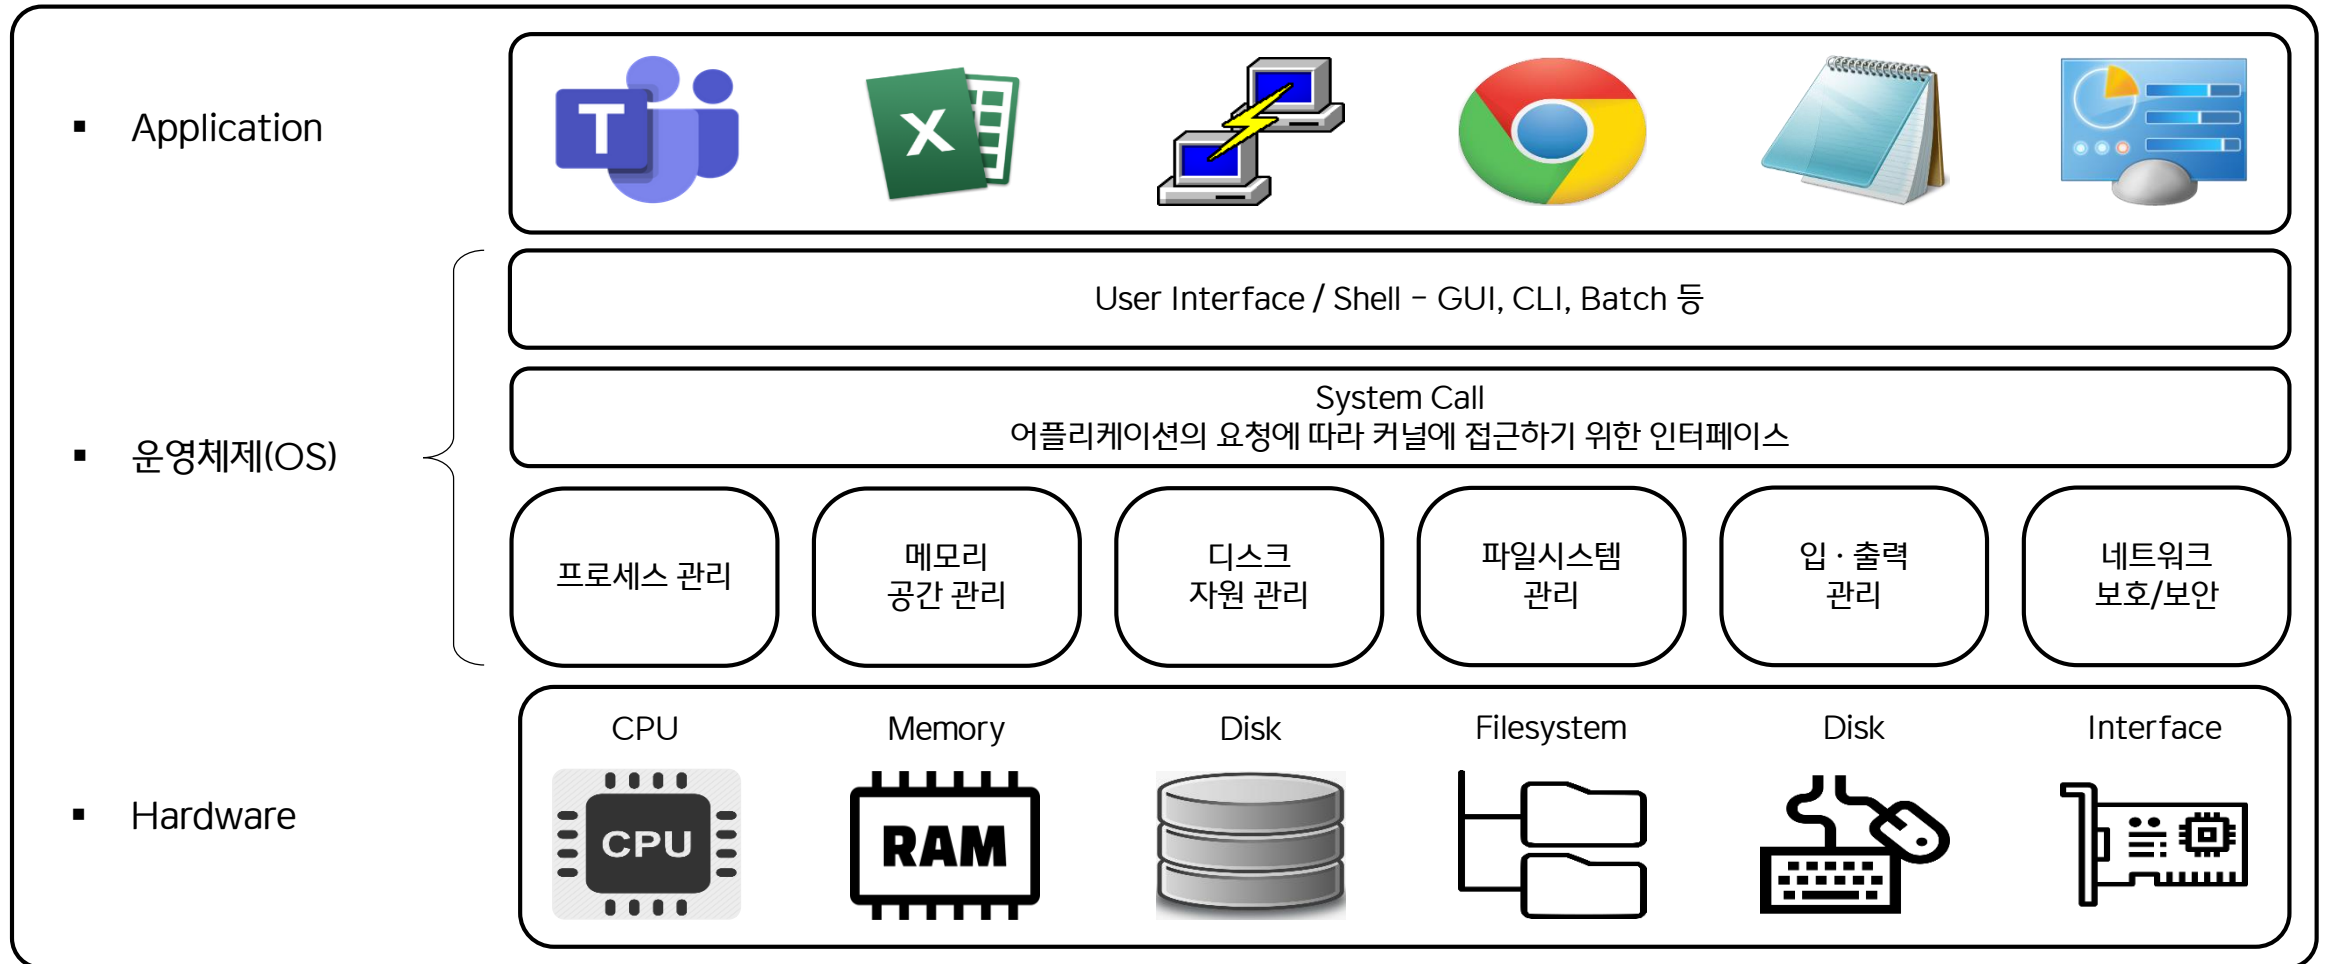 ▪ Application
T
X
User Interface / Shell – GUI, CLI, Batch 등
System Call
어플리케이션의 요청에 따라 커널에 접근하기 위한 인터페이스
▪ 운영체제(OS)
프로세스 관리
메모리
공간 관리
디스크
자원 관리
파일시스템
관리
입 · 출력
관리
네트워크
보호/보안
▪ Hardware
CPU
Memory
Disk
Filesystem
Disk
Interface
CPU
RAM